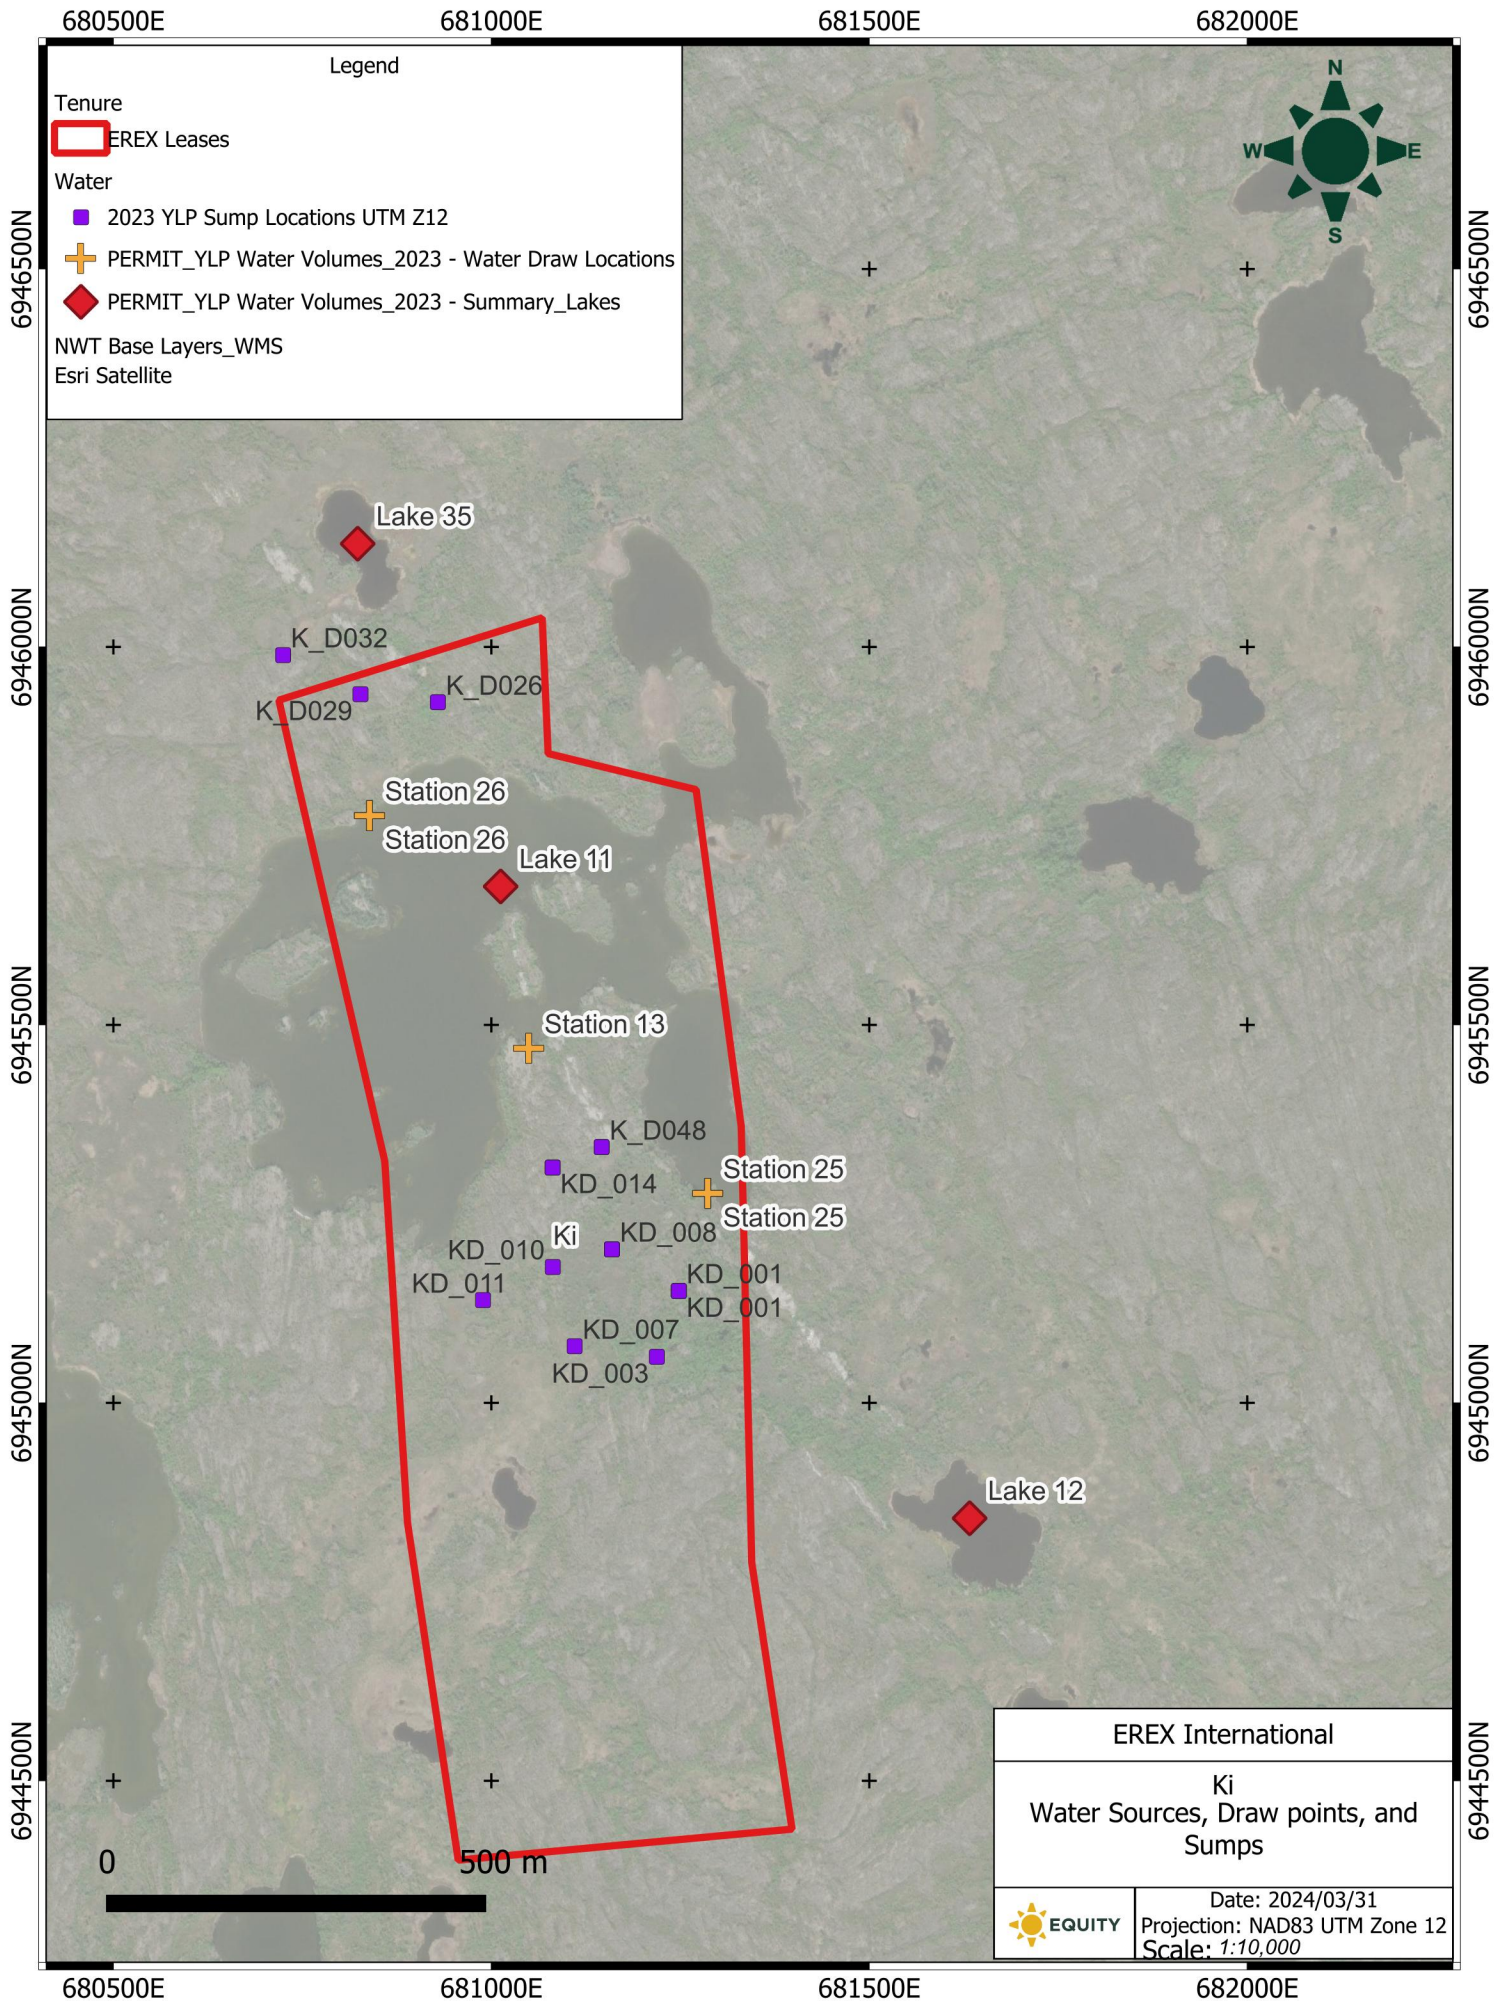 680500E 681000E 681500E 682000E
Legend
Tenure
EREX Leases
Water
2023 YLP Sump Locations UTM Z12
PERMIT_YLP Water Volumes_2023 - Water Draw Locations
PERMIT_YLP Water Volumes_2023 - Summary_Lakes
NWT Base Layers_WMS
Esri Satellite
N
W E
S
6946500N 6946500N
Lake 35
6946000N 6946000N
K_D032
K_D026
K_D029
Station 26
Station 26
Lake 11
6945500N 6945500N
Station 13
K_D048
Station 25
KD_014
Station 25
KD_008
Ki
KD_010
KD_001
KD_011
KD_001
KD_007
KD_003
6945000N 6945000N
Lake 12
6944500N 6944500N
0 500 m
EREX International
Ki
Water Sources, Draw points, and
Sumps
EQUITY
Date: 2024/03/31
Projection: NAD83 UTM Zone 12
Scale: 1:10,000
680500E 681000E 681500E 682000E